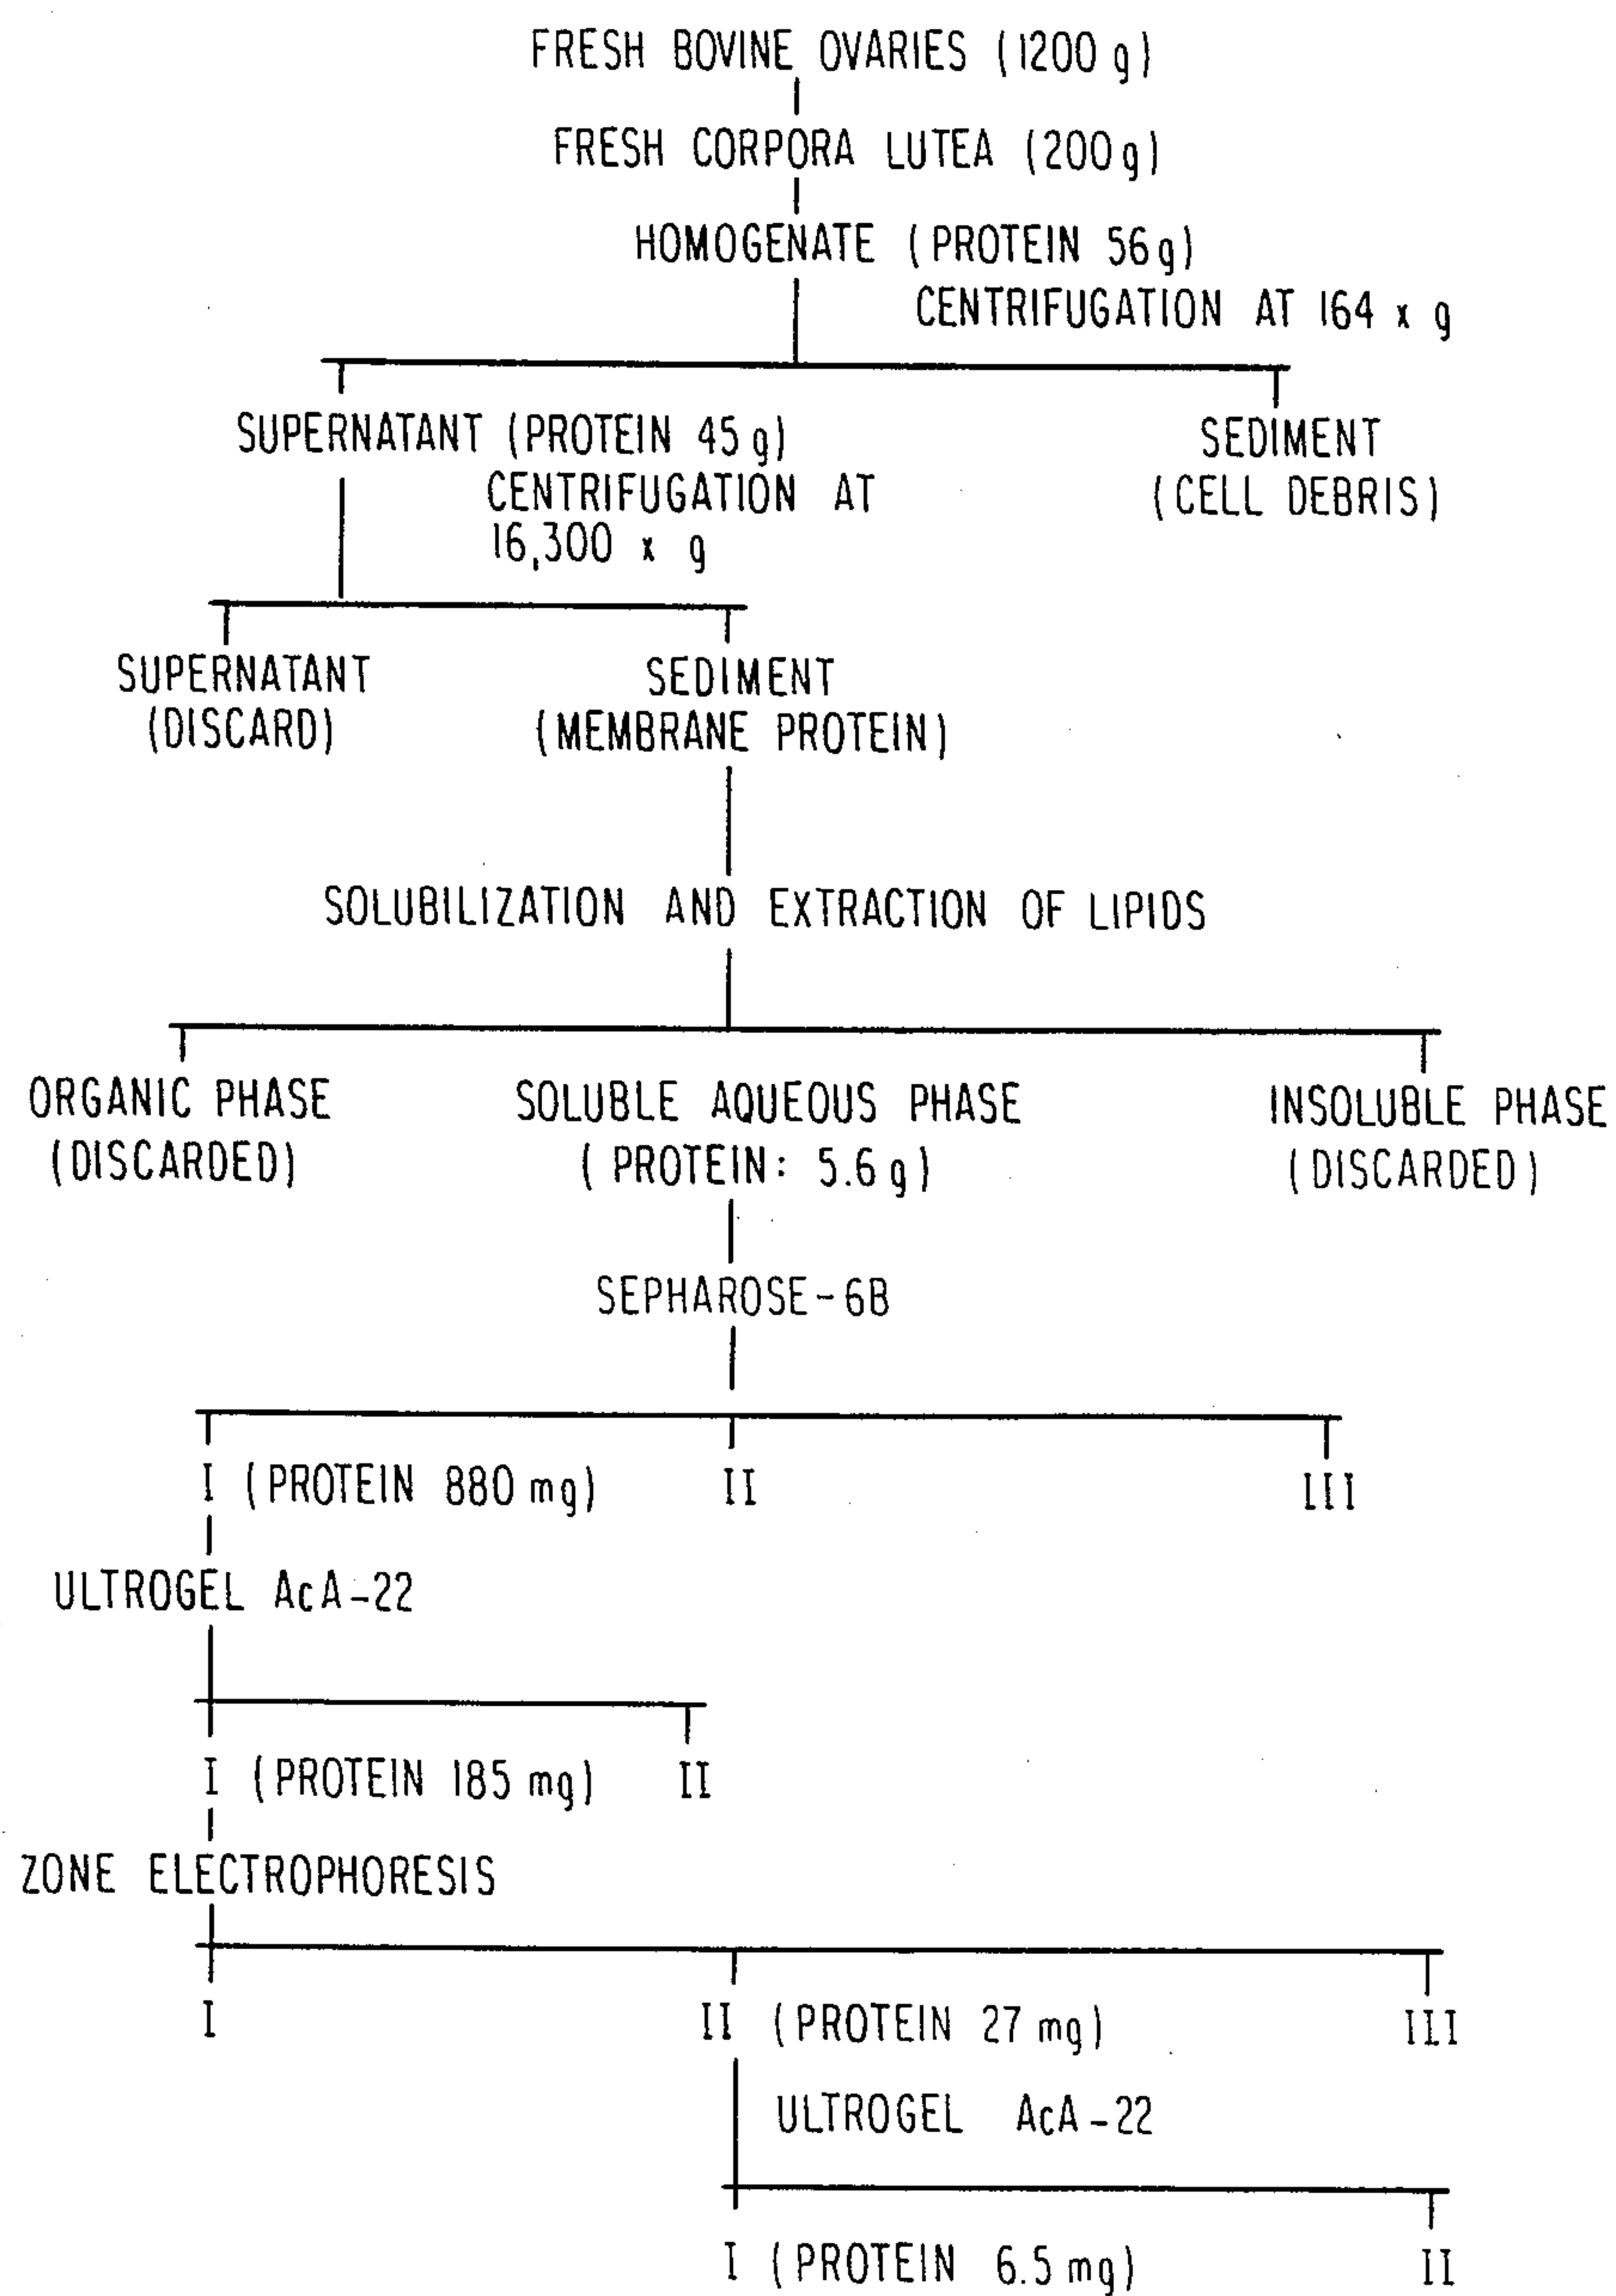 FRESH BOVINE OVARIES (1200 g)
FRESH CORPORA LUTEA (200 g)
HOMOGENATE (PROTEIN 56 g)
CENTRIFUGATION AT 164 x g
SUPERNATANT (PROTEIN 45 g)
CENTRIFUGATION AT
16,300 x g
SEDIMENT
(CELL DEBRIS)
SUPERNATANT
(DISCARD)
SEDIMENT
(MEMBRANE PROTEIN)
SOLUBILIZATION AND EXTRACTION OF LIPIDS
ORGANIC PHASE
(DISCARDED)
SOLUBLE AQUEOUS PHASE
(PROTEIN: 5.6 g)
INSOLUBLE PHASE
(DISCARDED)
SEPHAROSE-6B
I (PROTEIN 880 mg)
II
III
ULTROGEL AcA-22
I (PROTEIN 185 mg)
II
ZONE ELECTROPHORESIS
I
II (PROTEIN 27 mg)
III
ULTROGEL AcA-22
I (PROTEIN 6.5 mg)
II